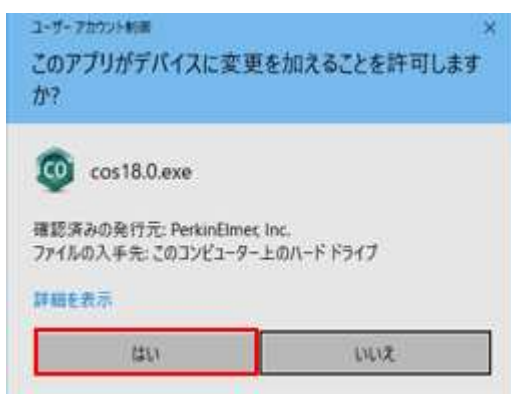 ユーザー アカウント制御
このアプリがデバイスに変更を加えることを許可します
か?
CO
cos18.0.exe
確認済みの発行元: PerkinElmer, Inc.
ファイルの入手先: このコンピューター上のハード ドライブ
詳細を表示
はい
いいえ